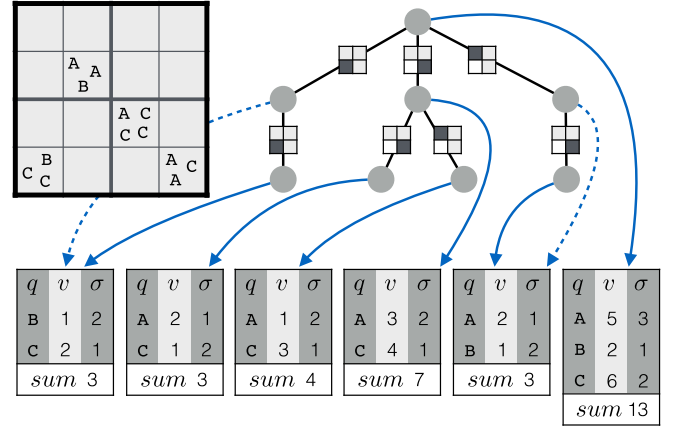 A A
B
A C
C C
B
C C
A C
A
q v σ
B 1 2
C 2 1
sum 3
q v σ
A 2 1
C 1 2
sum 3
q v σ
A 1 2
C 3 1
sum 4
q v σ
A 3 2
C 4 1
sum 7
q v σ
A 2 1
B 1 2
sum 3
q v σ
A 5 3
B 2 1
C 6 2
sum 13